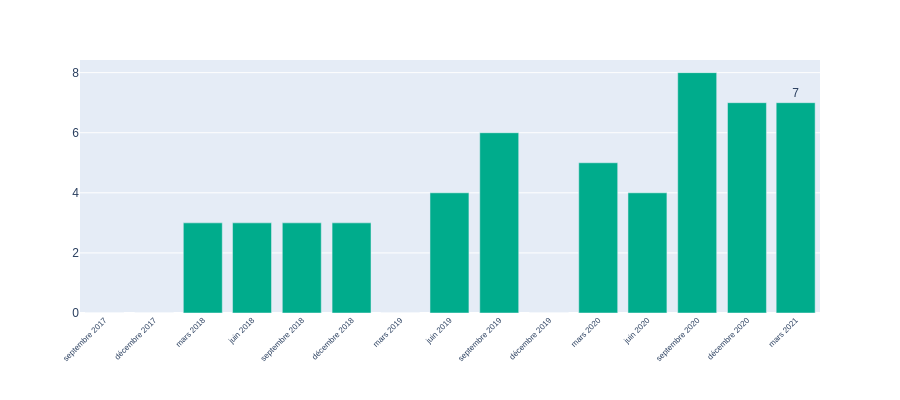 8
6
4
2
0
7
septembre 2017
décembre 2017
mars 2018
juin 2018
septembre 2018
décembre 2018
mars 2019
juin 2019
septembre 2019
décembre 2019
mars 2020
juin 2020
septembre 2020
décembre 2020
mars 2021